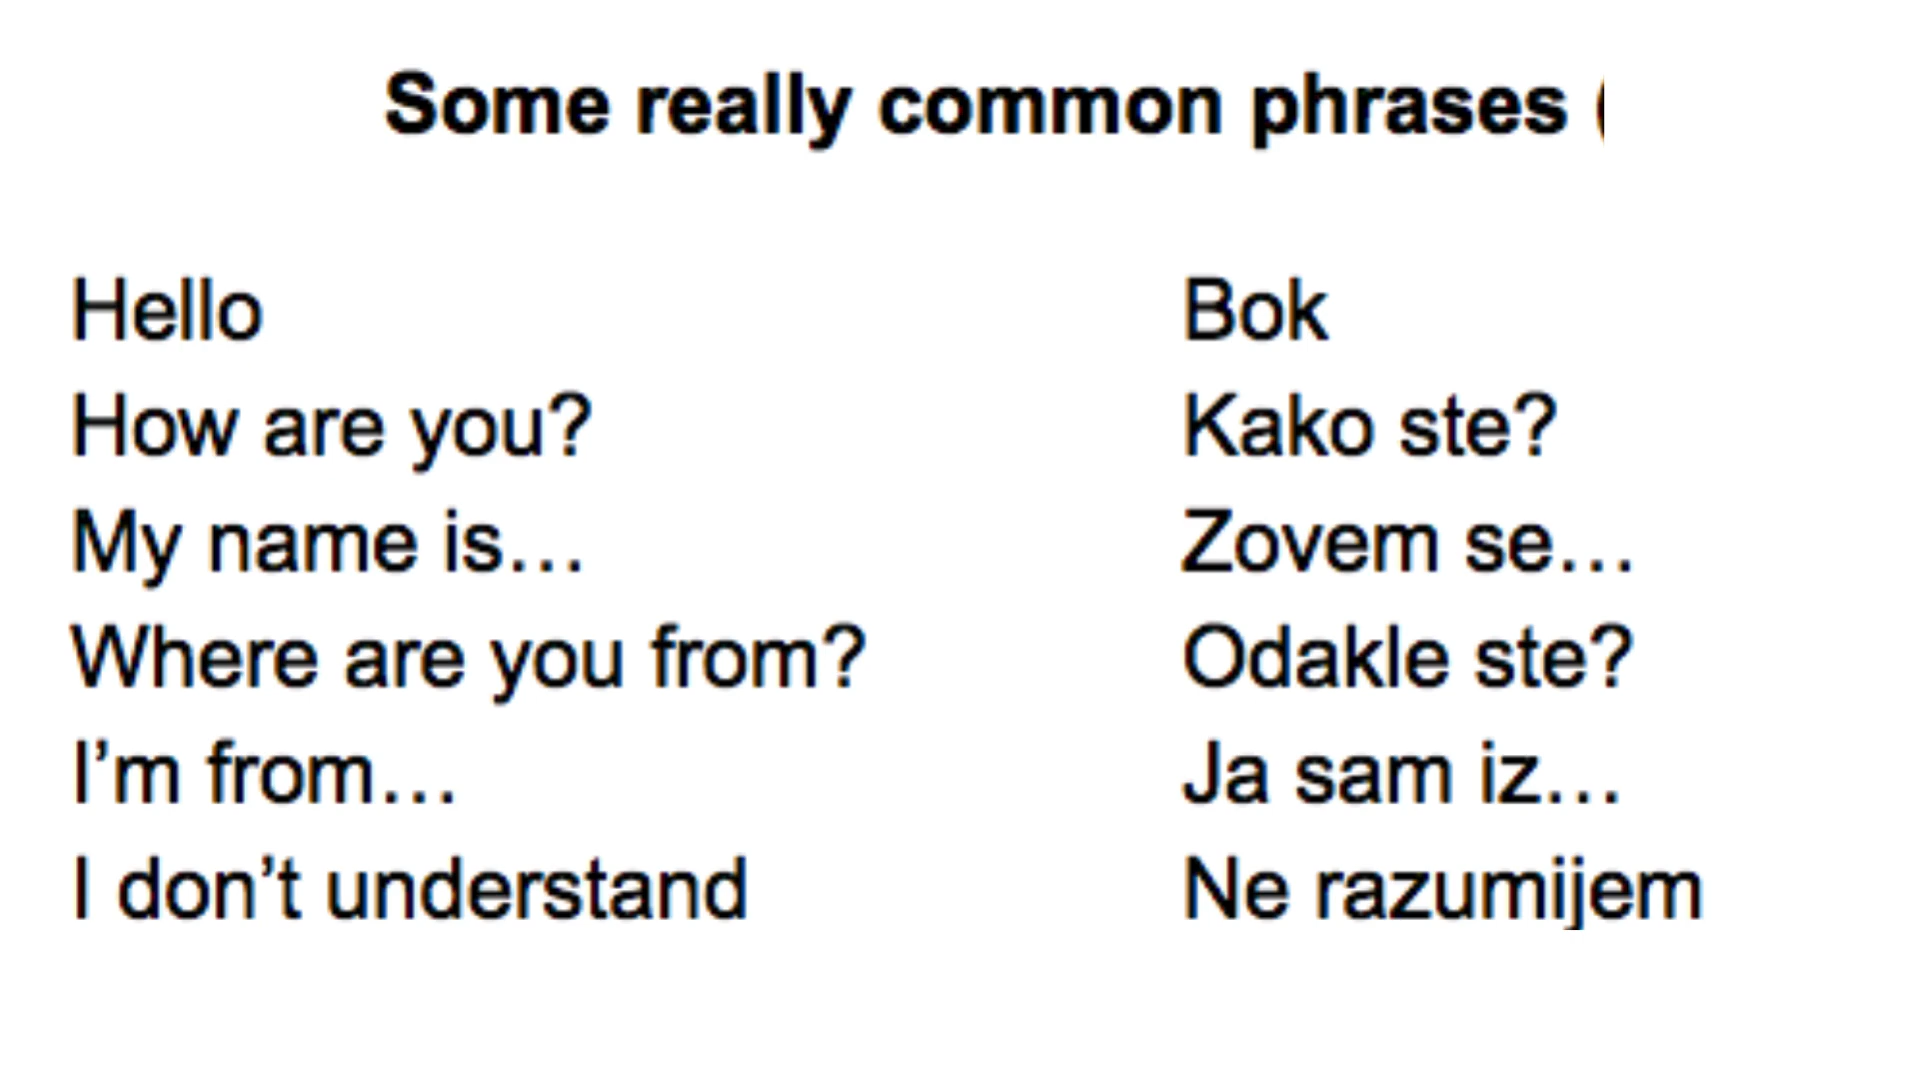 Some really common phrases (
Hello Bok
How are you? Kako ste?
My name is… Zovem se…
Where are you from? Odakle ste?
I’m from… Ja sam iz…
I don’t understand Ne razumijem